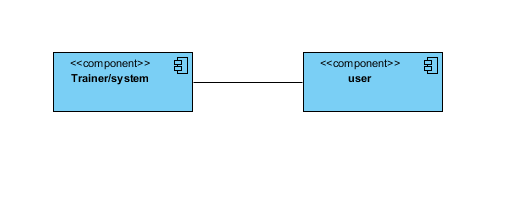 <<component>>
Trainer/system
<<component>>
user